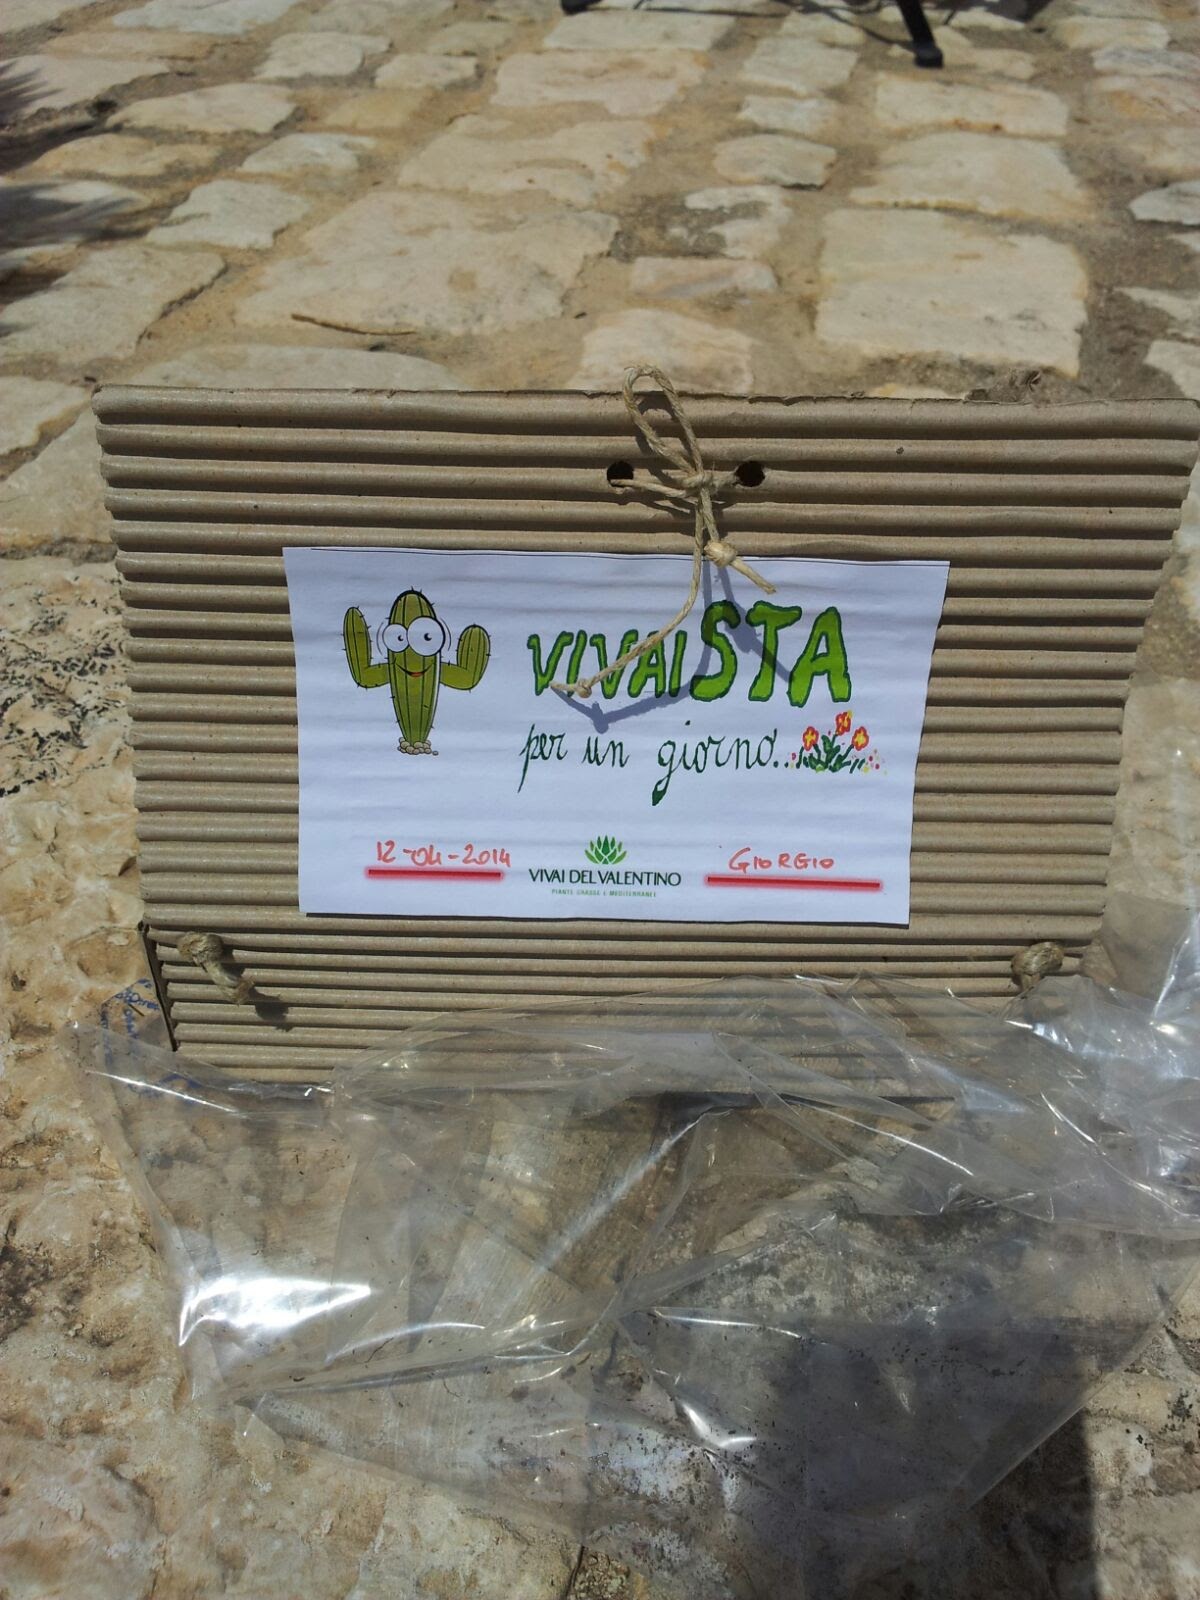 VIVAISTA
per un giorno..
12-04-2014
GIORGIO
VIVAI DEL VALENTINO
PIANTE GRASSE E MEDITERRANEE